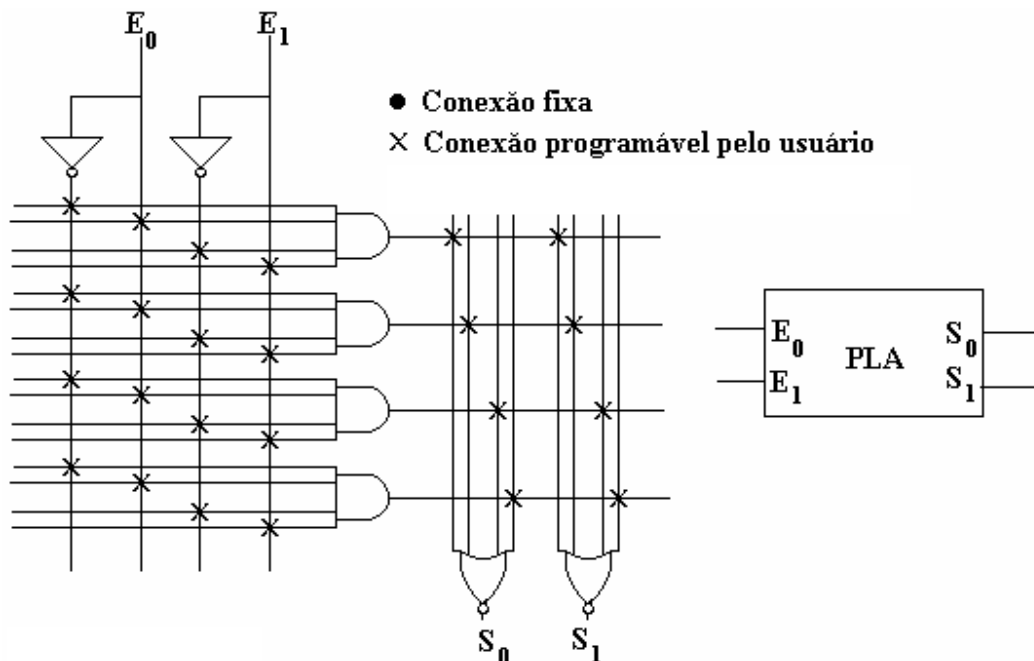 E0 E1
● Conexão fixa
× Conexão programável pelo usuário
E0 S0
PLA
E1 S1
S0 S1